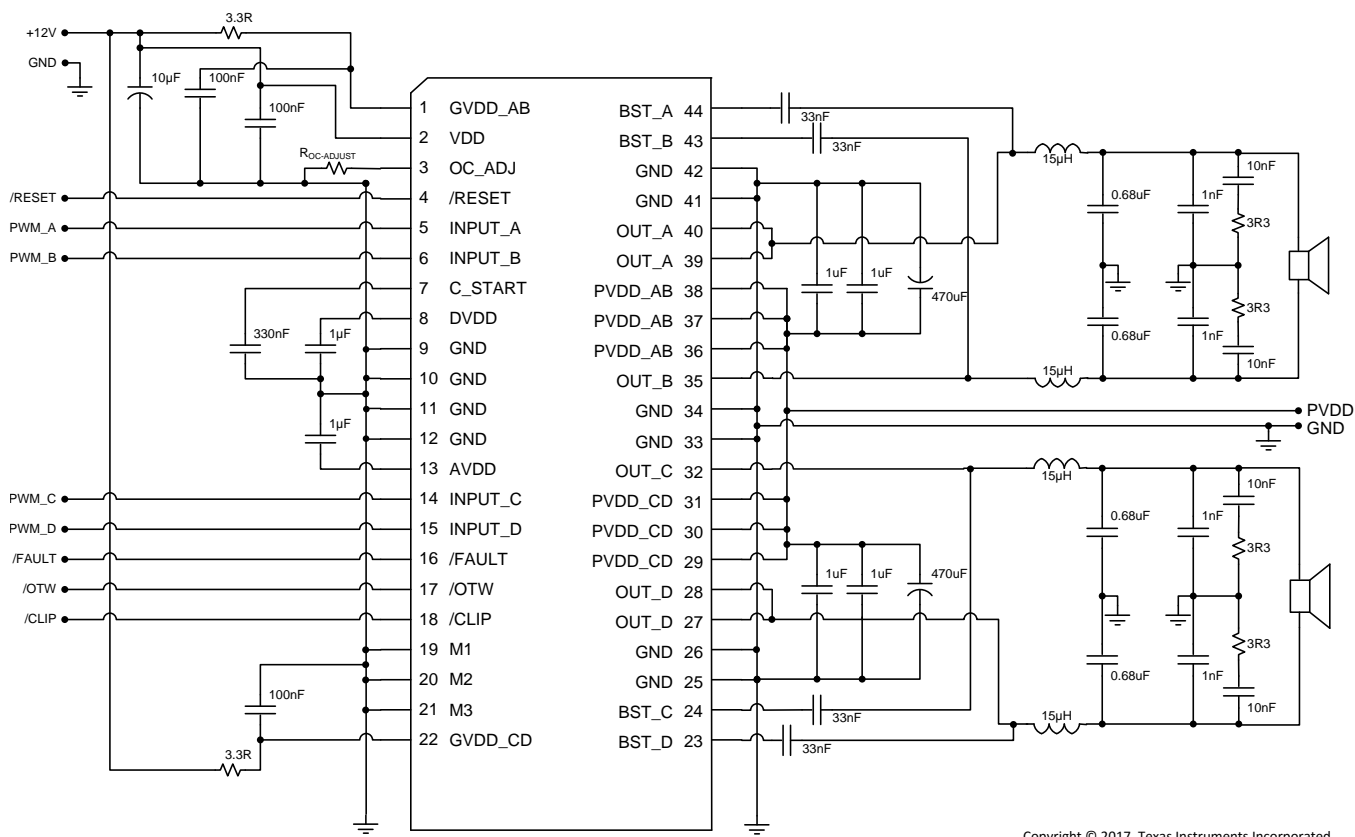 3.3R
+12V
GND
10µF
100nF
100nF
R_OC-ADJUST
/RESET
PWM_A
PWM_B
330nF
1µF
1µF
PWM_C
PWM_D
/FAULT
/OTW
/CLIP
100nF
3.3R
1 GVDD_AB
2 VDD
3 OC_ADJ
4 /RESET
5 INPUT_A
6 INPUT_B
7 C_START
8 DVDD
9 GND
10 GND
11 GND
12 GND
13 AVDD
14 INPUT_C
15 INPUT_D
16 /FAULT
17 /OTW
18 /CLIP
19 M1
20 M2
21 M3
22 GVDD_CD
BST_A 44
BST_B 43
GND 42
GND 41
OUT_A 40
OUT_A 39
PVDD_AB 38
PVDD_AB 37
PVDD_AB 36
OUT_B 35
GND 34
GND 33
OUT_C 32
PVDD_CD 31
PVDD_CD 30
PVDD_CD 29
OUT_D 28
OUT_D 27
GND 26
GND 25
BST_C 24
BST_D 23
33nF
33nF
1uF
1uF
470uF
15µH
10nF
0.68uF
1nF
3R3
3R3
0.68uF
1nF
10nF
15µH
PVDD
GND
15µH
10nF
0.68uF
1nF
3R3
1uF
1uF
470uF
3R3
0.68uF
1nF
10nF
15µH
33nF
33nF
Copyright © 2017, Texas Instruments Incorporated